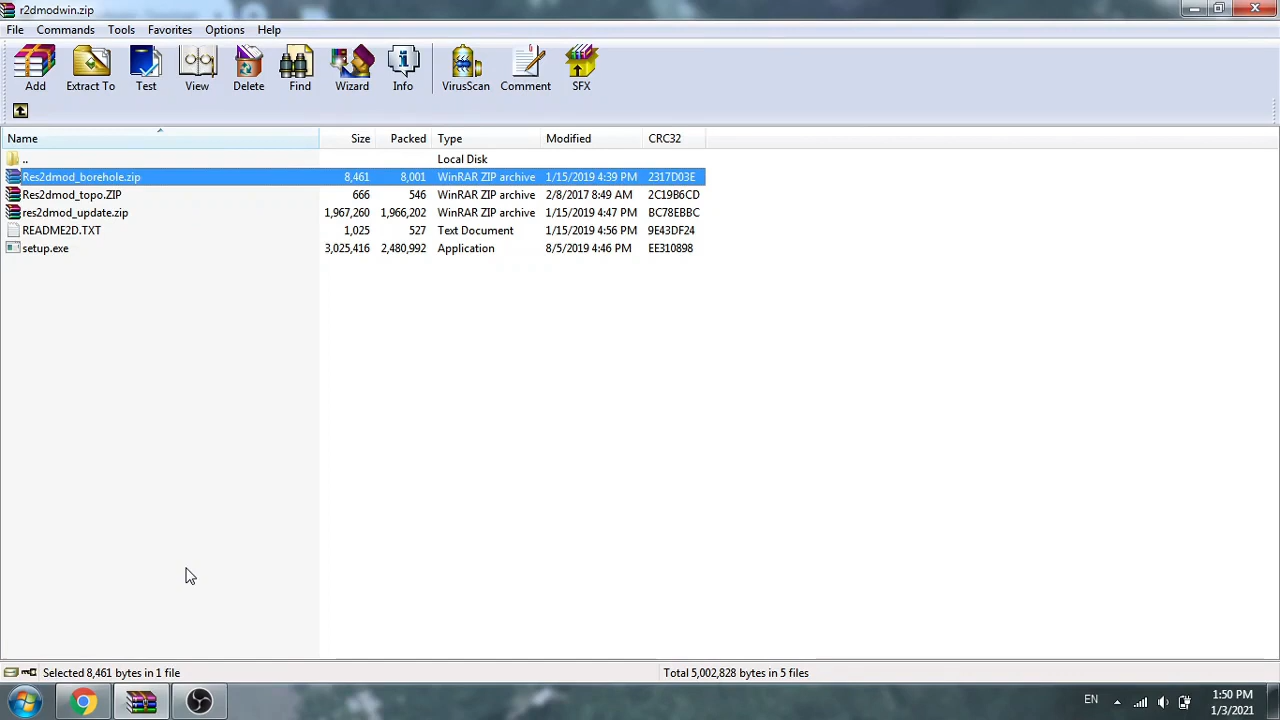 r2dmodwin.zip
File Commands Tools Favorites Options Help
Add Extract To Test View Delete Find Wizard Info VirusScan Comment SFX
Name Size Packed Type Modified CRC32
.. Local Disk
Res2dmod_borehole.zip 8,461 8,001 WinRAR ZIP archive 1/15/2019 4:39 PM 2317D03E
Res2dmod_topo.ZIP 666 546 WinRAR ZIP archive 2/8/2017 8:49 AM 2C19B6CD
res2dmod_update.zip 1,967,260 1,966,202 WinRAR ZIP archive 1/15/2019 4:47 PM BC78EBBC
README2D.TXT 1,025 527 Text Document 1/15/2019 4:56 PM 9E43DF24
setup.exe 3,025,416 2,480,992 Application 8/5/2019 4:46 PM EE310898
Selected 8,461 bytes in 1 file Total 5,002,828 bytes in 5 files
EN 1:50 PM
1/3/2021